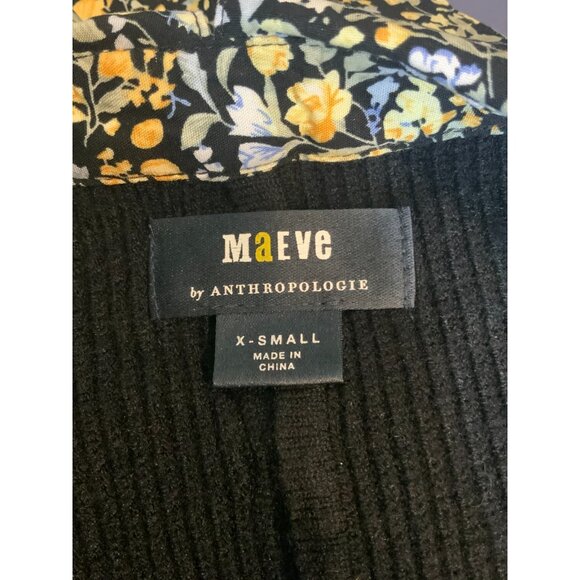 MaEVe
by ANTHROPOLOGIE
X-SMALL
MADE IN
CHINA